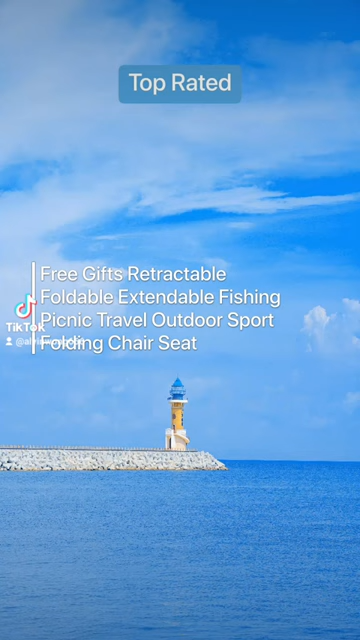 Top Rated
Free Gifts Retractable
Foldable Extendable Fishing
Picnic Travel Outdoor Sport
TikTok
Folding Chair Seat